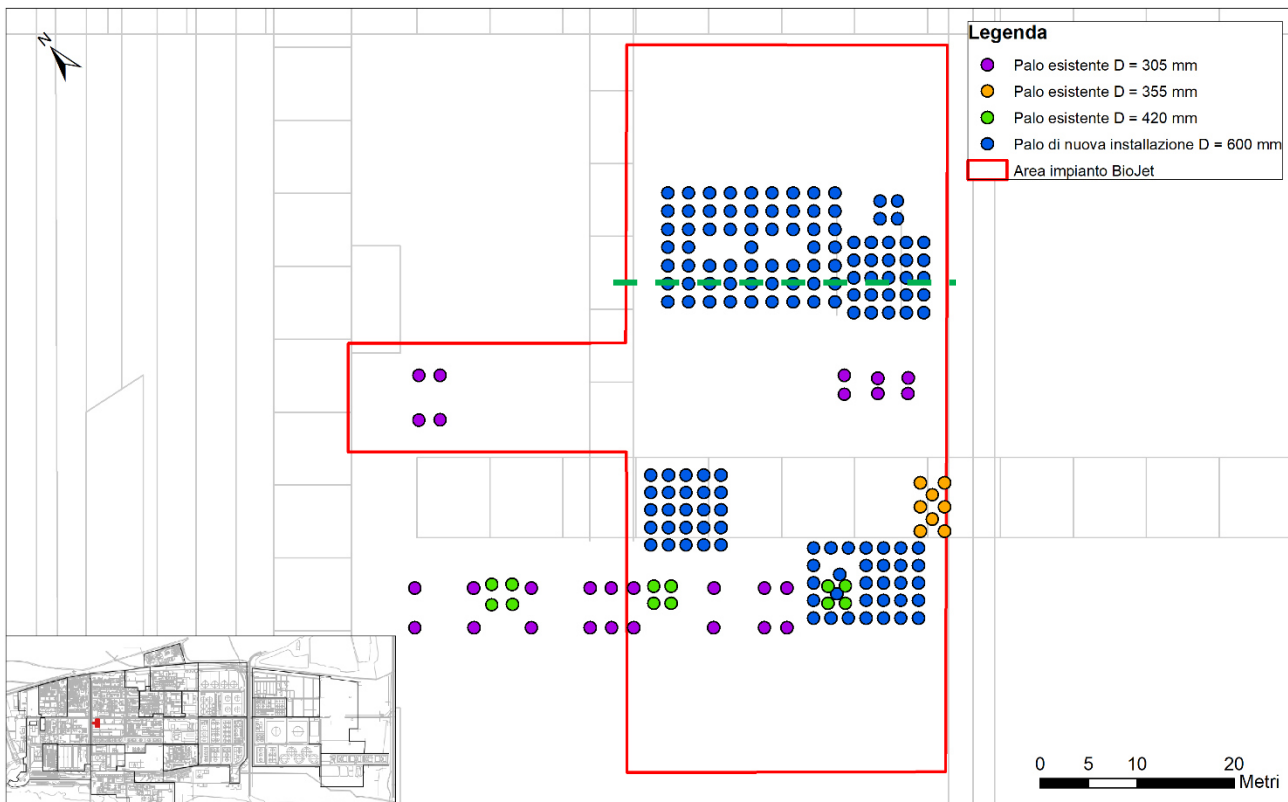 N
Legenda
Palo esistente D = 305 mm
Palo esistente D = 355 mm
Palo esistente D = 420 mm
Palo di nuova installazione D = 600 mm
Area impianto BioJet
0 5 10 20
Metri